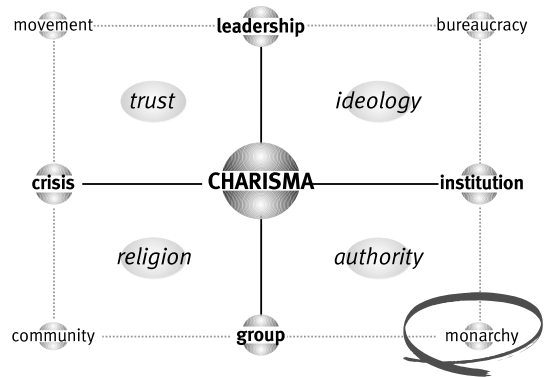 movement
leadership
bureaucracy
trust
ideology
crisis
CHARISMA
institution
religion
authority
community
group
monarchy